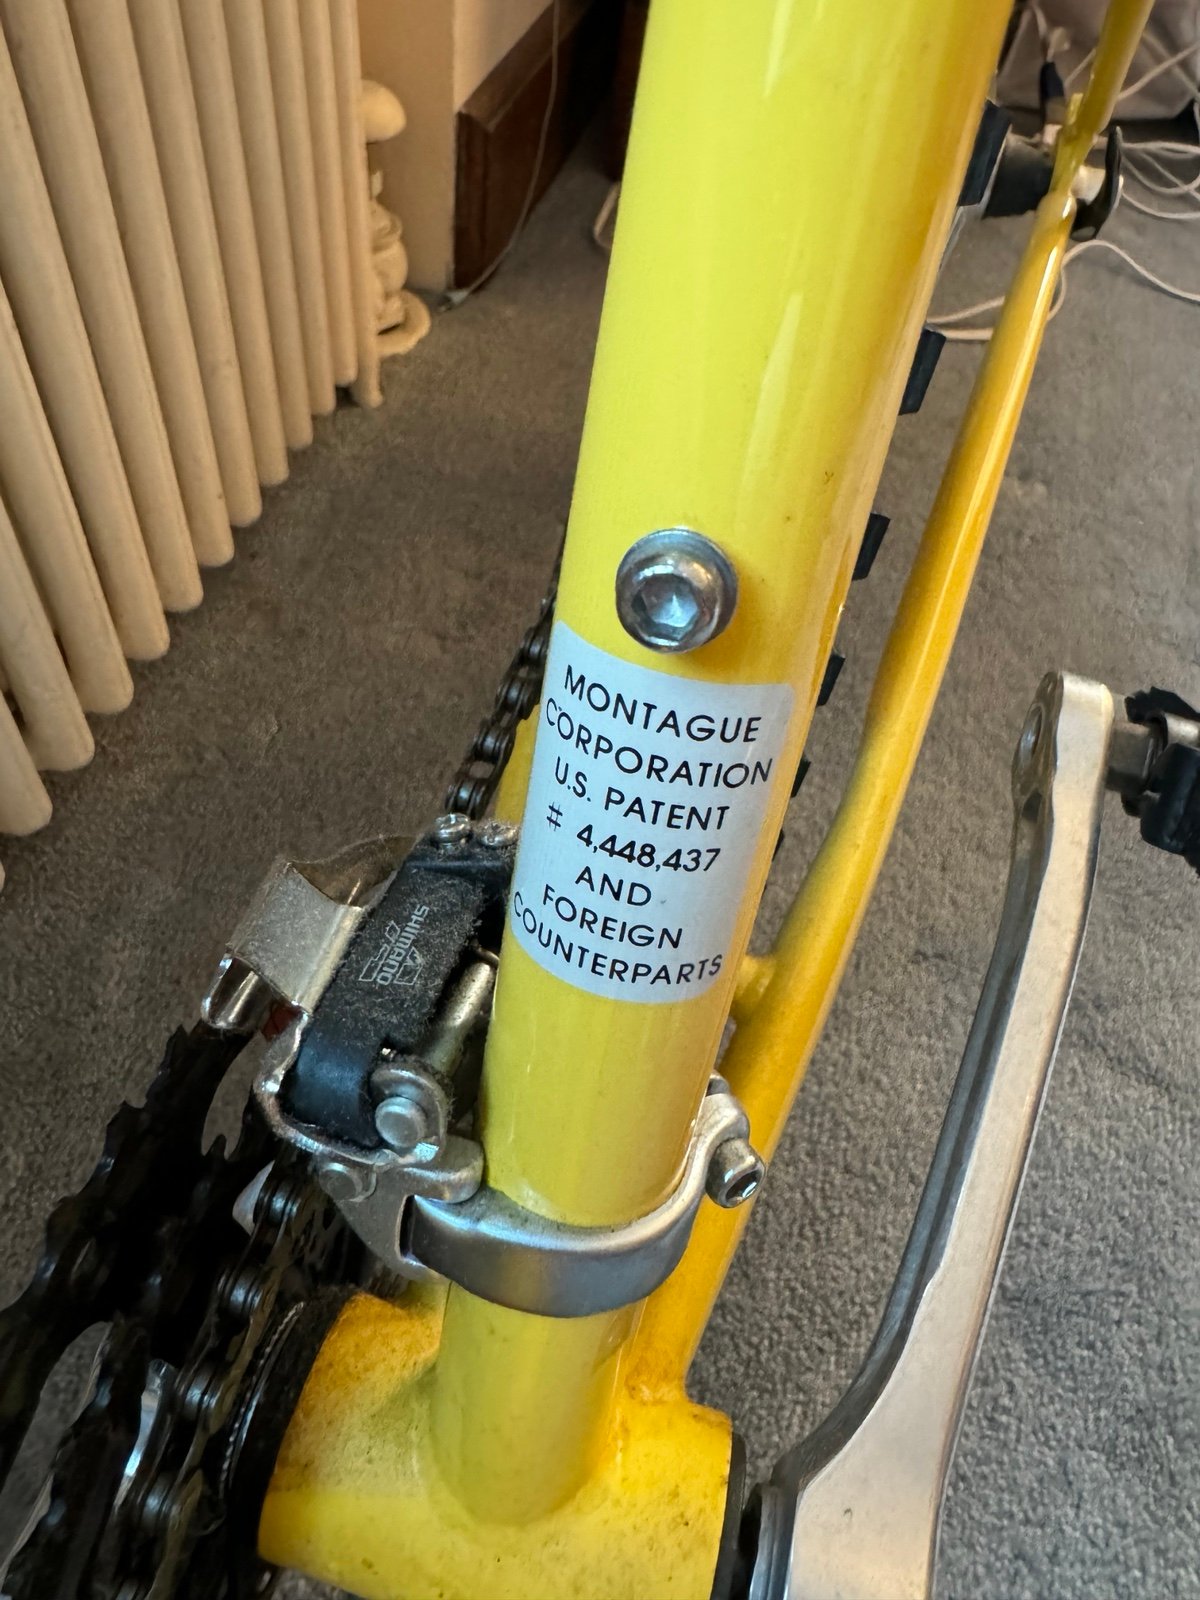 MONTAGUE
CORPORATION
U.S. PATENT
# 4,448,437
AND
FOREIGN
COUNTERPARTS
SHIMANO